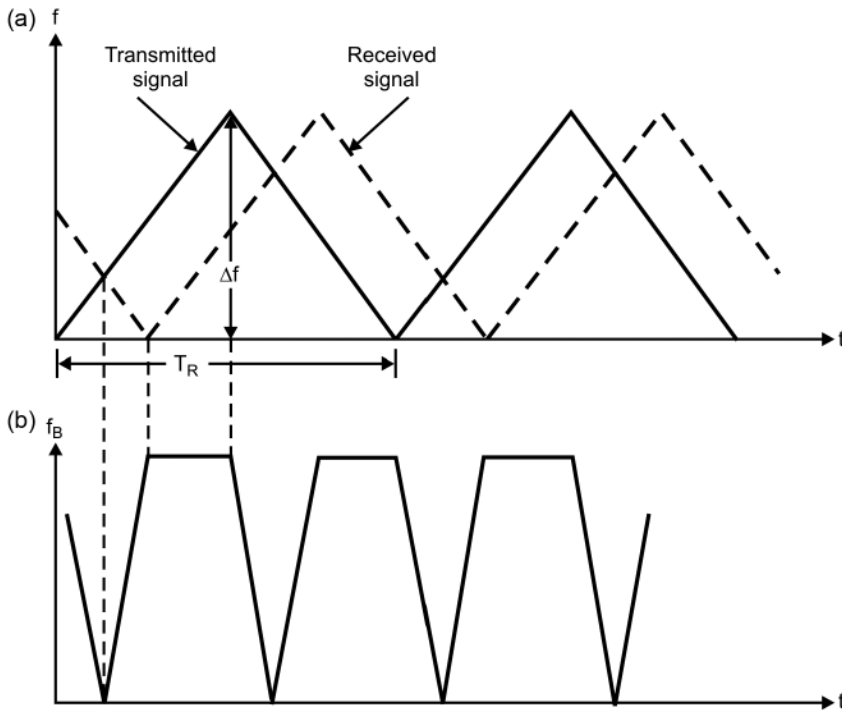 (a)
f
Transmitted
signal
Received
signal
Δf
t
T_R
(b)
f_B
t